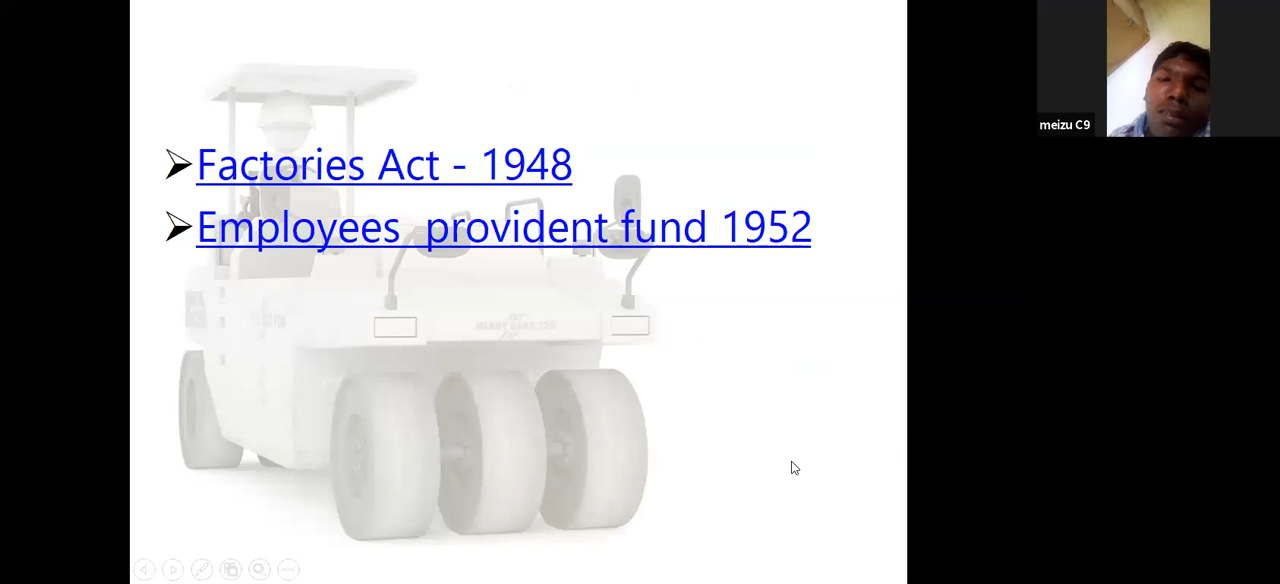 Factories Act - 1948
Employees provident fund 1952
meizu C9